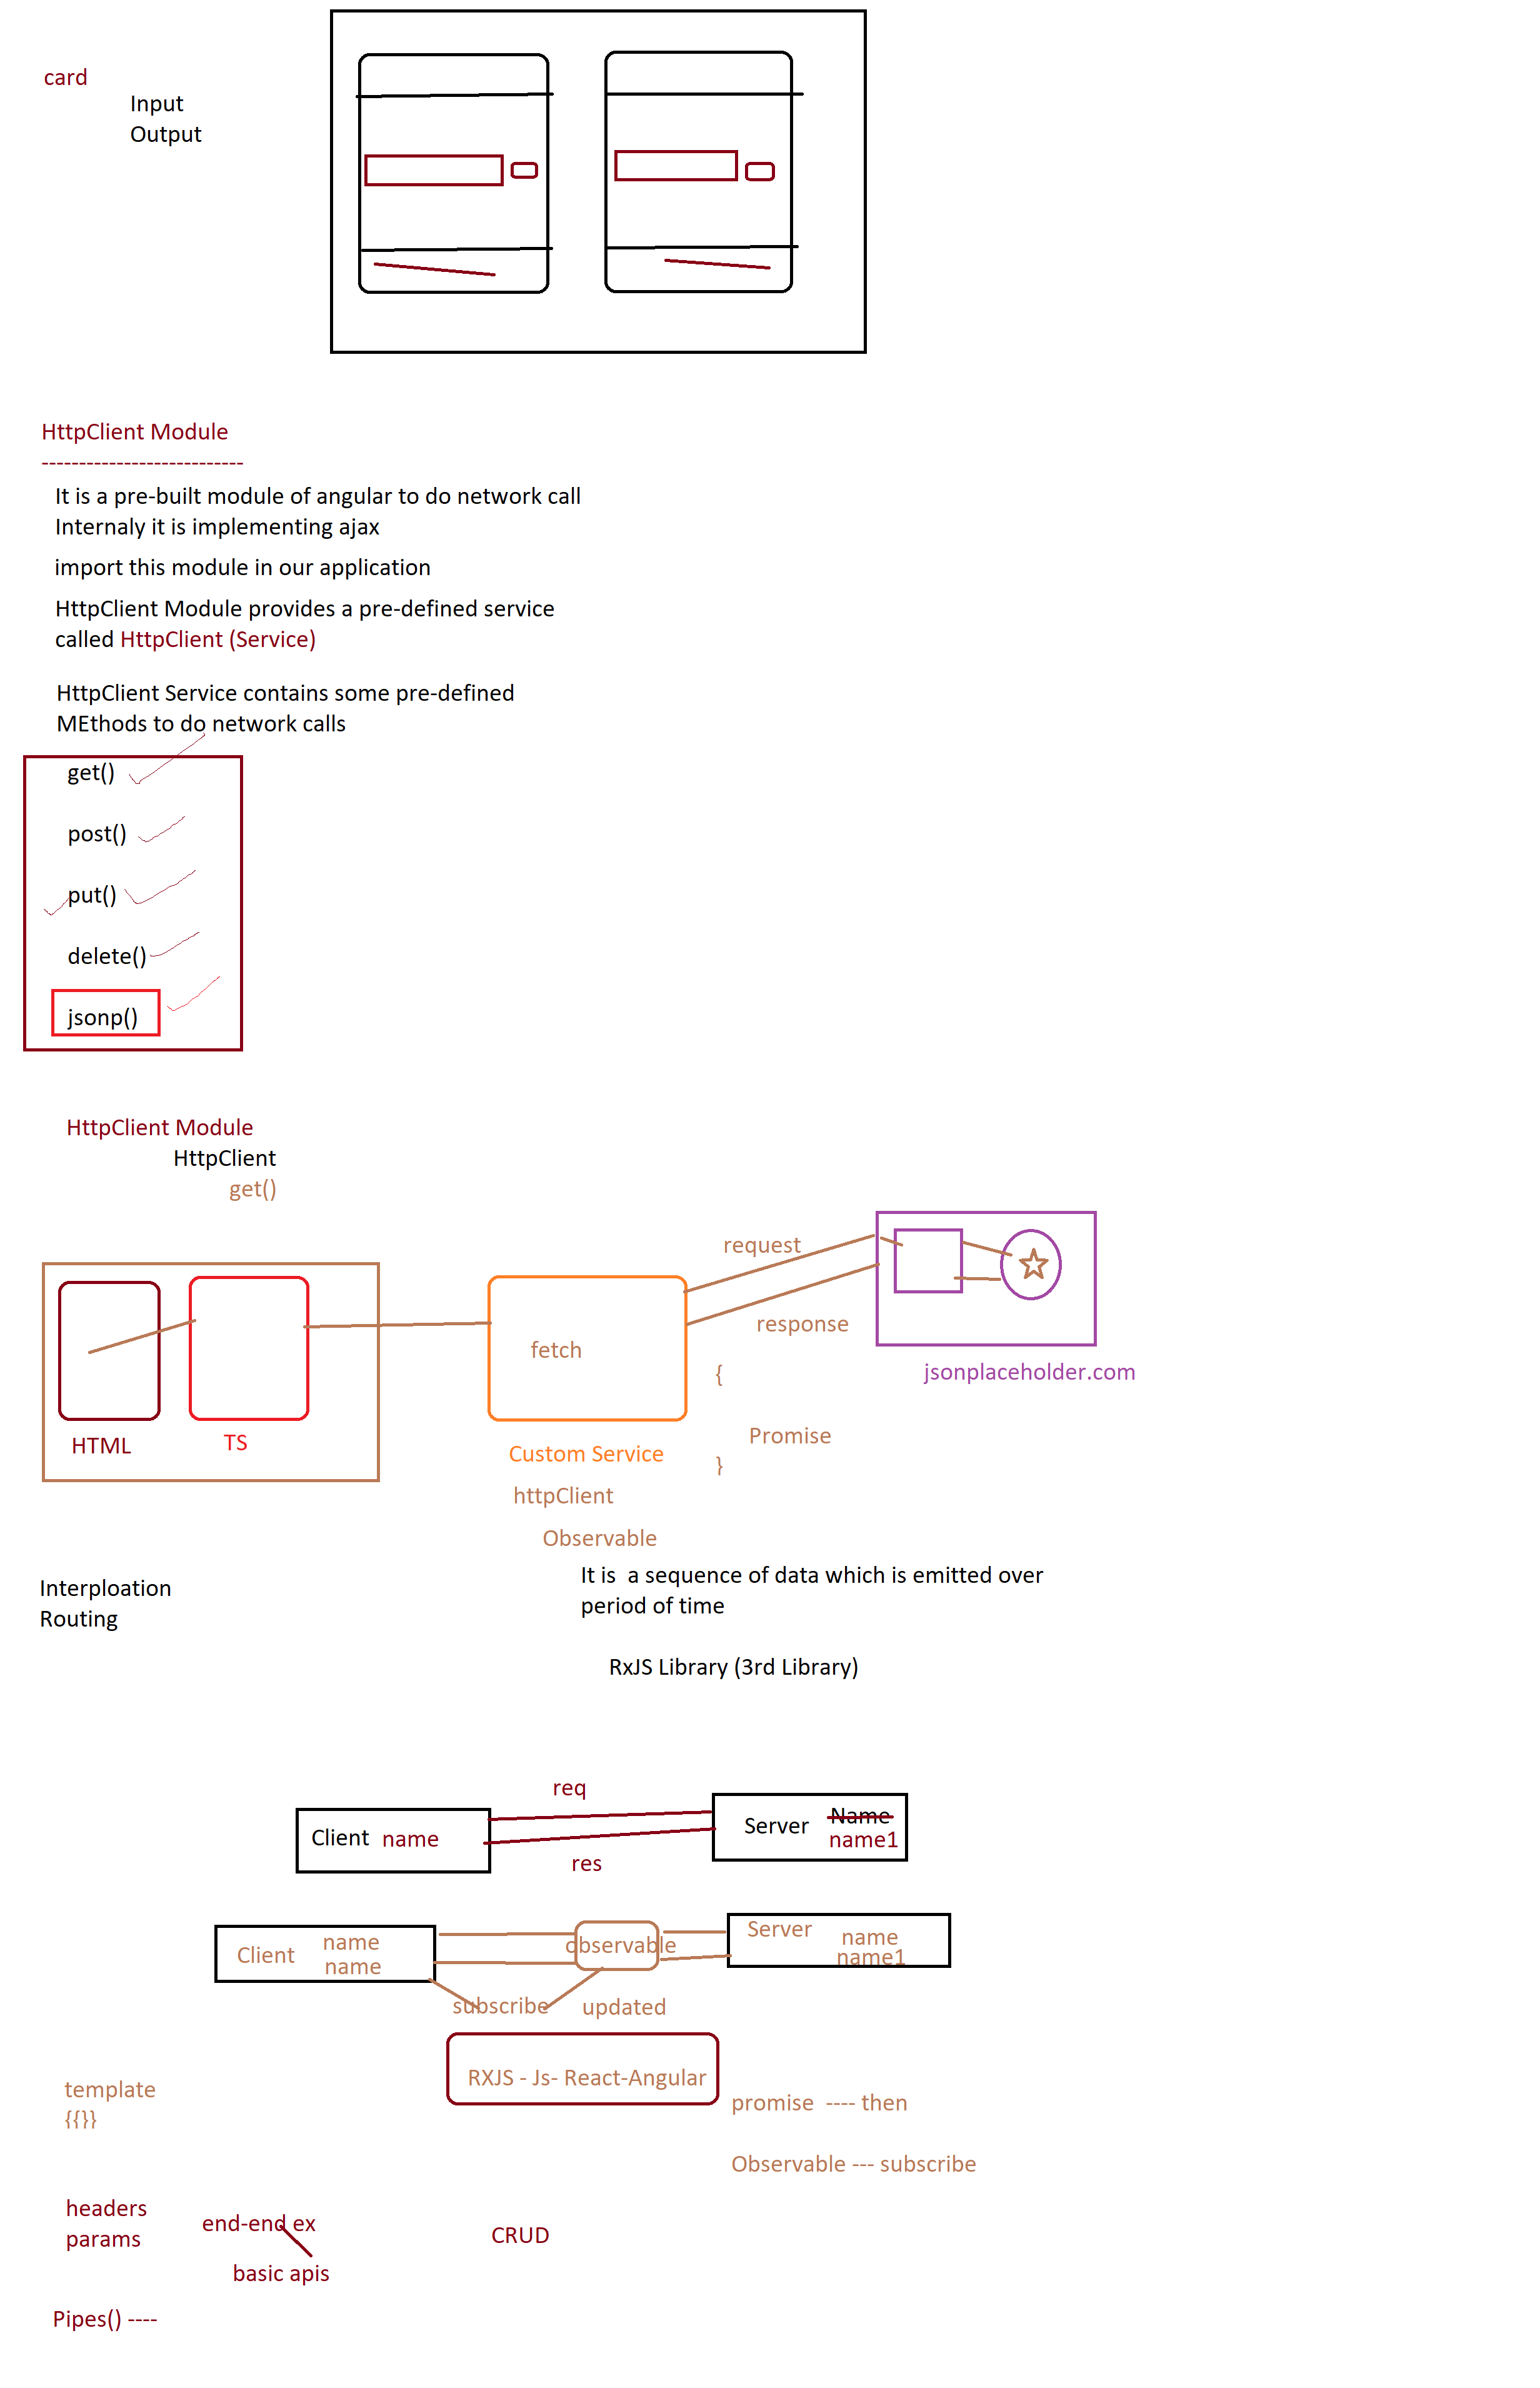 card
Input
Output
HttpClient Module
---------------------------
It is a pre-built module of angular to do network call
Internaly it is implementing ajax
import this module in our application
HttpClient Module provides a pre-defined service
called HttpClient (Service)
HttpClient Service contains some pre-defined
MEthods to do network calls
get()
post()
put()
delete()
jsonp()
HttpClient Module
HttpClient
get()
request
response
fetch
{
Promise
}
jsonplaceholder.com
HTML
TS
Custom Service
httpClient
Observable
It is  a sequence of data which is emitted over
period of time
Interploation
Routing
RxJS Library (3rd Library)
req
Client name
Server Name
name1
res
Client name
name
observable
Server name
name1
subscribe
updated
RXJS - Js- React-Angular
template
{{}}
promise  ---- then
Observable --- subscribe
headers
params
end-end ex
basic apis
CRUD
Pipes() ----